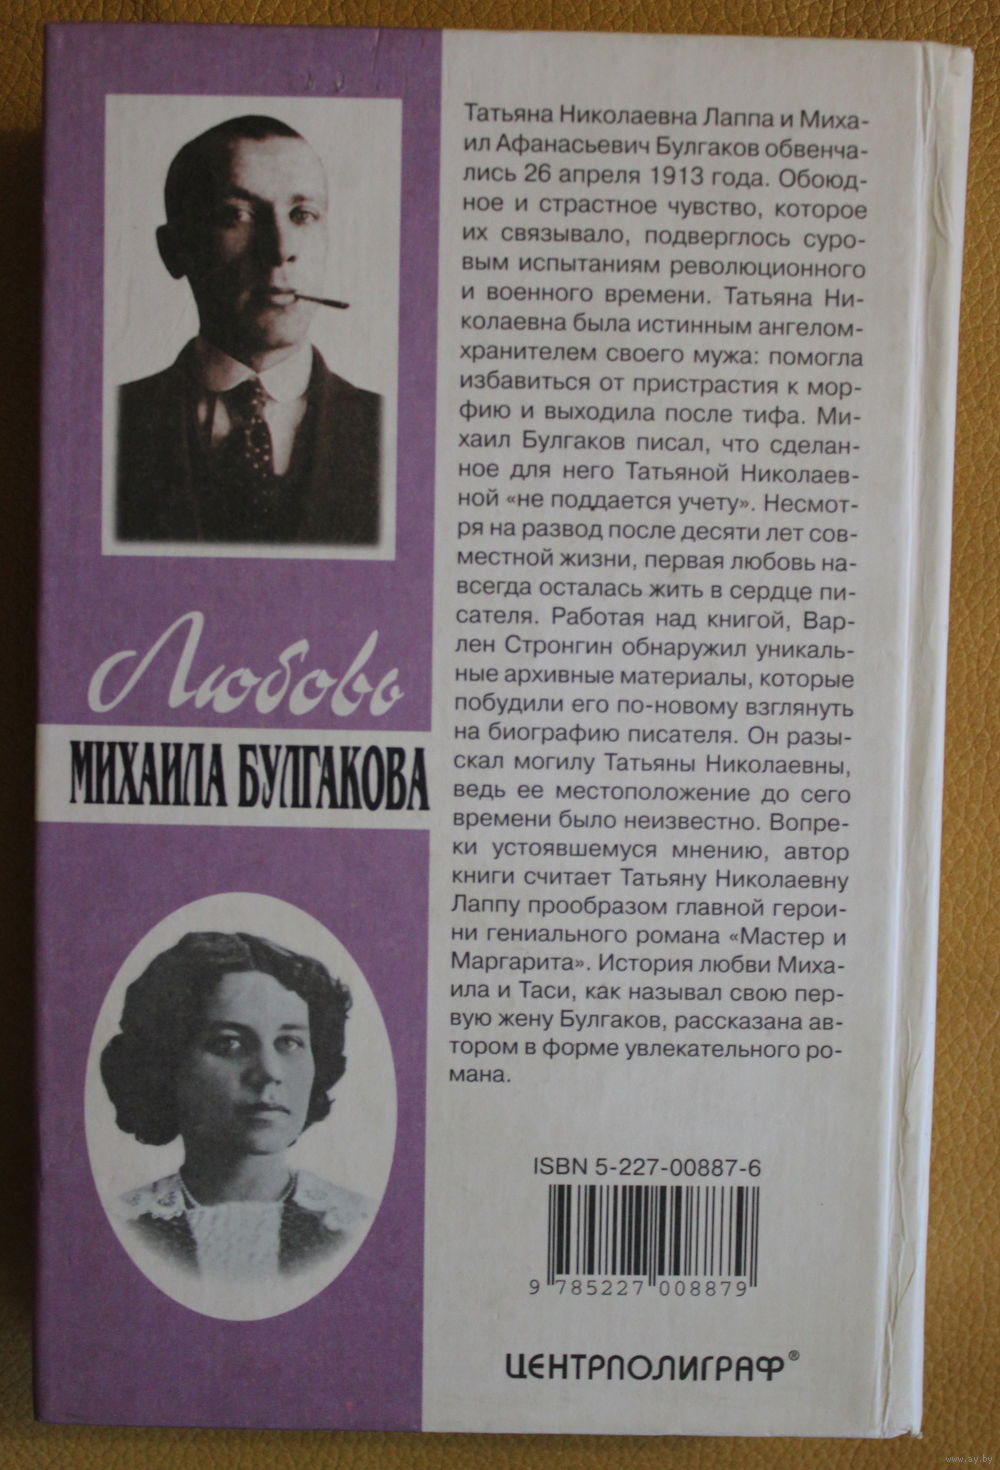 Татьяна Николаевна Лаппа и Миха-
ил Афанасьевич Булгаков обвенча-
лись 26 апреля 1913 года. Обоюд-
ное и страстное чувство, которое
их связывало, подверглось суро-
вым испытаниям революционного
и военного времени. Татьяна Ни-
колаевна была истинным ангелом-
хранителем своего мужа: помогла
избавиться от пристрастия к мор-
фию и выходила после тифа. Ми-
хаил Булгаков писал, что сделан-
ное для него Татьяной Николаев-
ной «не поддается учету». Несмот-
ря на развод после десяти лет сов-
местной жизни, первая любовь на-
всегда осталась жить в сердце пи-
сателя. Работая над книгой, Вар-
лен Стронгин обнаружил уникаль-
ные архивные материалы, которые
побудили его по-новому взглянуть
на биографию писателя. Он разы-
скал могилу Татьяны Николаевны,
ведь ее местоположение до сего
времени было неизвестно. Вопре-
ки устоявшемуся мнению, автор
книги считает Татьяну Николаевну
Лаппу прообразом главной герои-
ни гениального романа «Мастер и
Маргарита». История любви Миха-
ила и Таси, как называл свою пер-
вую жену Булгаков, рассказана ав-
тором в форме увлекательного ро-
мана.
Любовь
МИХАИЛА БУЛГАКОВА
ISBN 5-227-00887-6
9 785227 008879
ЦЕНТРПОЛИГРАФ®
www.ay.by